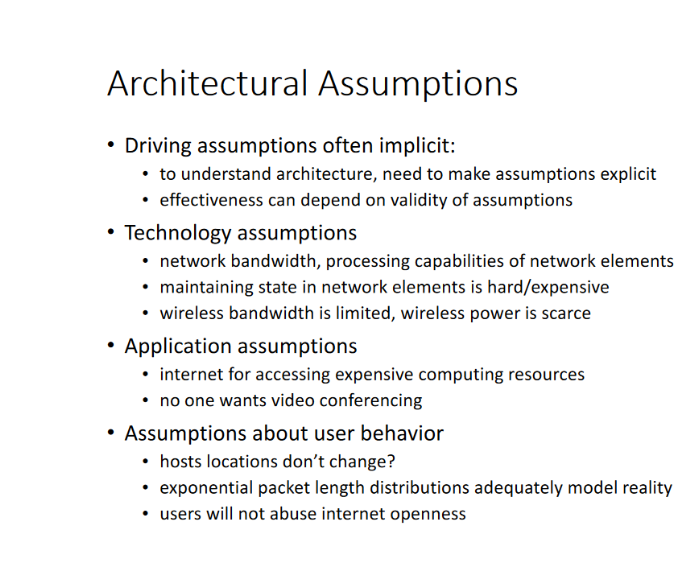 Architectural Assumptions
• Driving assumptions often implicit:
• to understand architecture, need to make assumptions explicit
• effectiveness can depend on validity of assumptions
• Technology assumptions
• network bandwidth, processing capabilities of network elements
• maintaining state in network elements is hard/expensive
• wireless bandwidth is limited, wireless power is scarce
• Application assumptions
• internet for accessing expensive computing resources
• no one wants video conferencing
• Assumptions about user behavior
• hosts locations don’t change?
• exponential packet length distributions adequately model reality
• users will not abuse internet openness